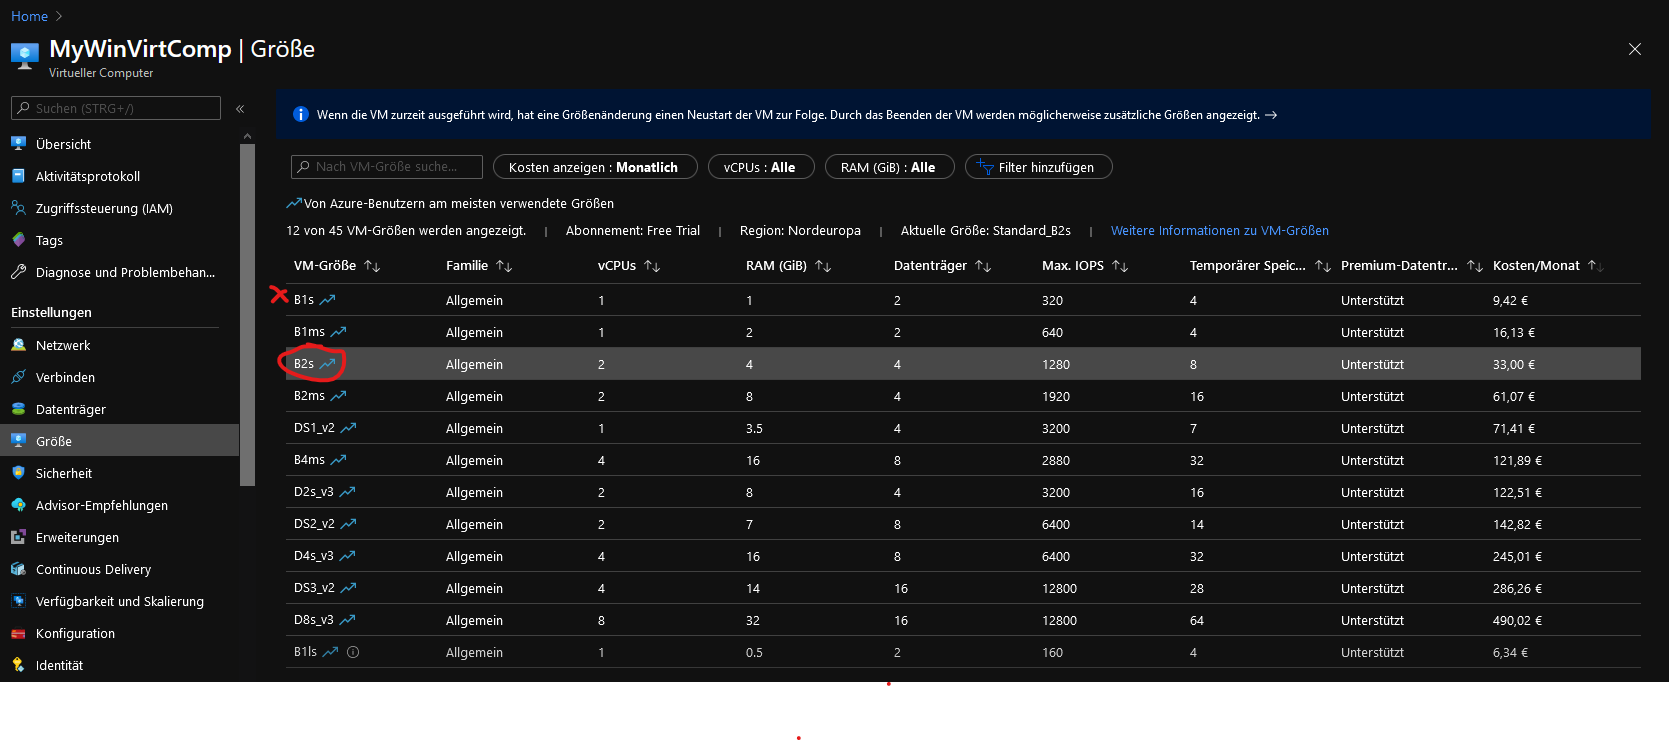 Home
MyWinVirtComp | Größe
Virtueller Computer
Suchen (STRG+/)
Übersicht
Aktivitätsprotokoll
Zugriffssteuerung (IAM)
Tags
Diagnose und Problembehan...
Einstellungen
Netzwerk
Verbinden
Datenträger
Größe
Sicherheit
Advisor-Empfehlungen
Erweiterungen
Continuous Delivery
Verfügbarkeit und Skalierung
Konfiguration
Identität
Wenn die VM zurzeit ausgeführt wird, hat eine Größenänderung einen Neustart der VM zur Folge. Durch das Beenden der VM werden möglicherweise zusätzliche Größen angezeigt. →
Nach VM-Größe suche... Kosten anzeigen : Monatlich vCPUs : Alle RAM (GiB) : Alle Filter hinzufügen
Von Azure-Benutzern am meisten verwendete Größen
12 von 45 VM-Größen werden angezeigt. | Abonnement: Free Trial | Region: Nordeuropa | Aktuelle Größe: Standard_B2s | Weitere Informationen zu VM-Größen
VM-Größe ↑↓ Familie ↑↓ vCPUs ↑↓ RAM (GiB) ↑↓ Datenträger ↑↓ Max. IOPS ↑↓ Temporärer Speic... ↑↓ Premium-Datentr... ↑↓ Kosten/Monat ↑↓
B1s Allgemein 1 1 2 320 4 Unterstützt 9,42 €
B1ms Allgemein 1 2 2 640 4 Unterstützt 16,13 €
B2s Allgemein 2 4 4 1280 8 Unterstützt 33,00 €
B2ms Allgemein 2 8 4 1920 16 Unterstützt 61,07 €
DS1_v2 Allgemein 1 3.5 4 3200 7 Unterstützt 71,41 €
B4ms Allgemein 4 16 8 2880 32 Unterstützt 121,89 €
D2s_v3 Allgemein 2 8 4 3200 16 Unterstützt 122,51 €
DS2_v2 Allgemein 2 7 8 6400 14 Unterstützt 142,82 €
D4s_v3 Allgemein 4 16 8 6400 32 Unterstützt 245,01 €
DS3_v2 Allgemein 4 14 16 12800 28 Unterstützt 286,26 €
D8s_v3 Allgemein 8 32 16 12800 64 Unterstützt 490,02 €
B1ls Allgemein 1 0.5 2 160 4 Unterstützt 6,34 €